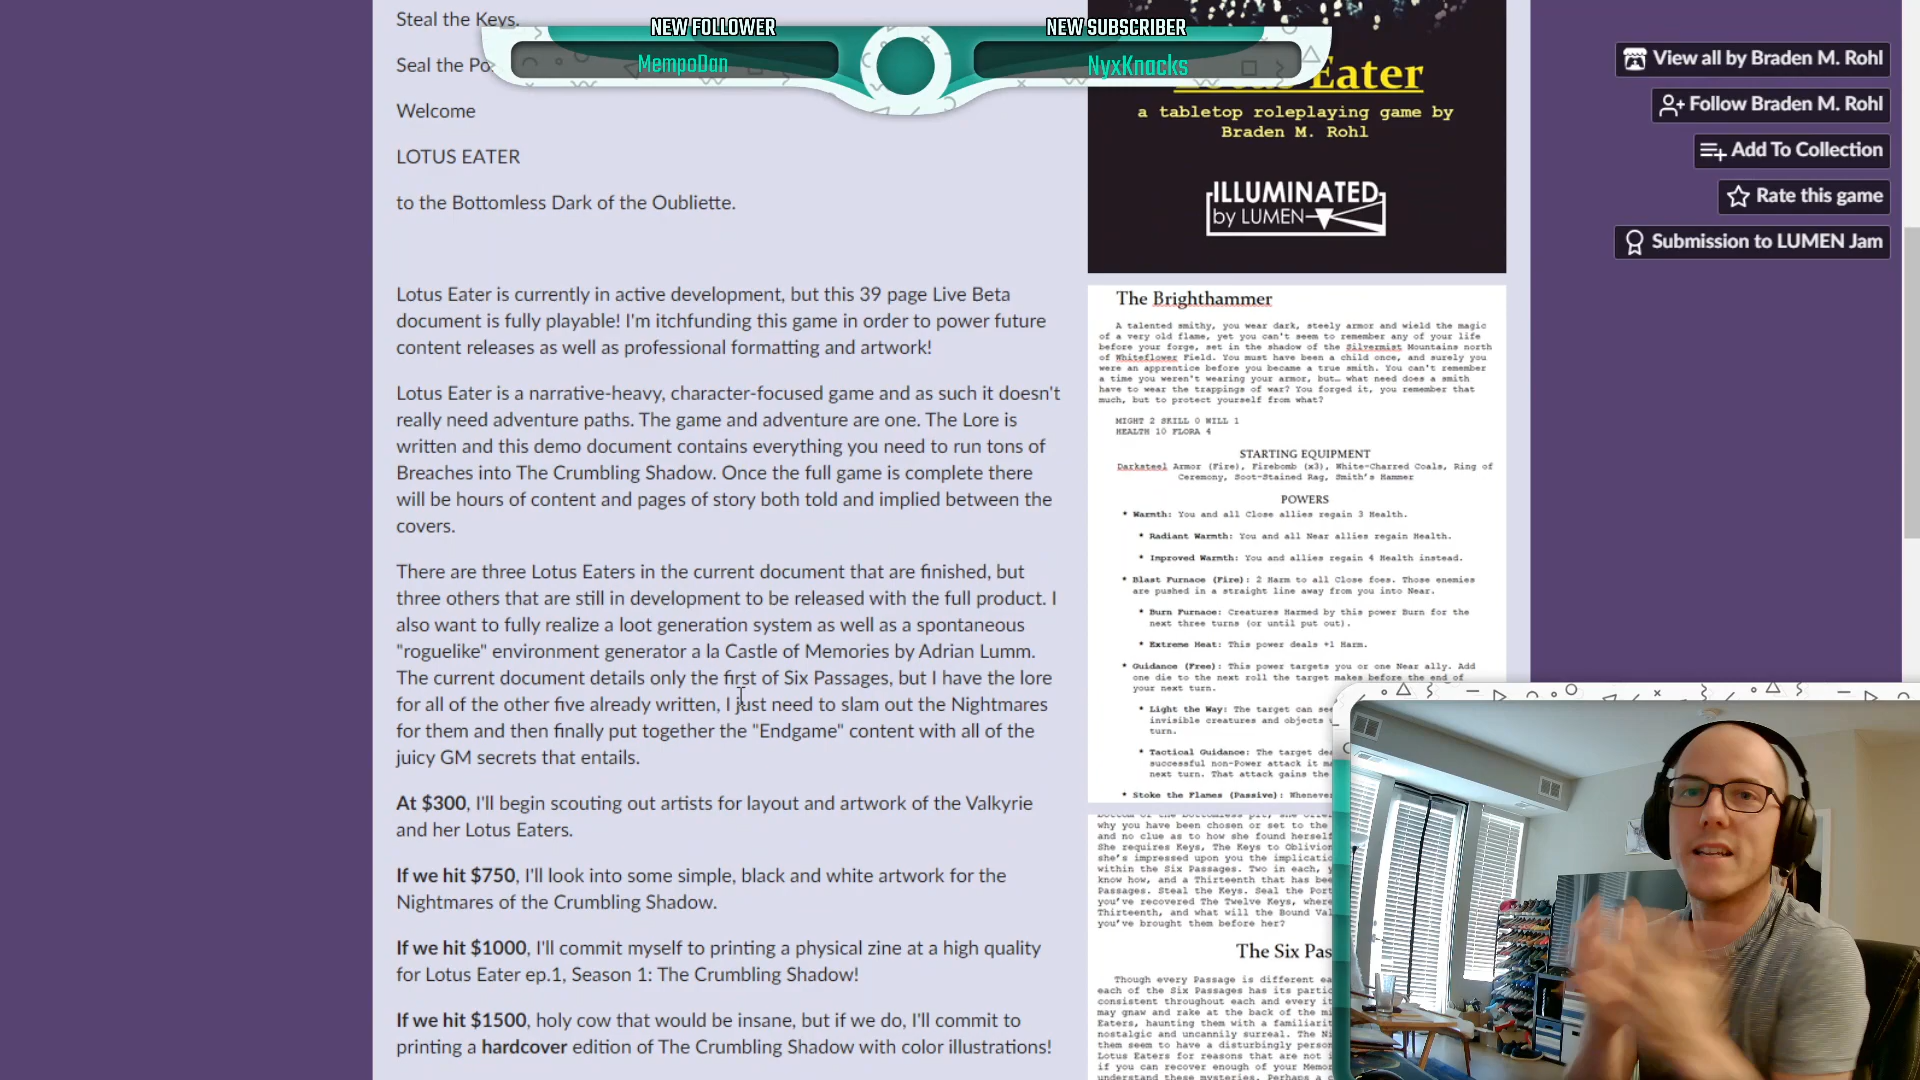 Steal the Keys.
Seal the Po
Welcome
LOTUS EATER
to the Bottomless Dark of the Oubliette.
Lotus Eater is currently in active development, but this 39 page Live Beta
document is fully playable! I'm itchfunding this game in order to power future
content releases as well as professional formatting and artwork!
Lotus Eater is a narrative-heavy, character-focused game and as such it doesn't
really need adventure paths. The game and adventure are one. The Lore is
written and this demo document contains everything you need to run tons of
Breaches into The Crumbling Shadow. Once the full game is complete there
will be hours of content and pages of story both told and implied between the
covers.
There are three Lotus Eaters in the current document that are finished, but
three others that are still in development to be released with the full product. I
also want to fully realize a loot generation system as well as a spontaneous
"roguelike" environment generator a la Castle of Memories by Adrian Lumm.
The current document details only the first of Six Passages, but I have the lore
for all of the other five already written, I just need to slam out the Nightmares
for them and then finally put together the "Endgame" content with all of the
juicy GM secrets that entails.
At $300, I'll begin scouting out artists for layout and artwork of the Valkyrie
and her Lotus Eaters.
If we hit $750, I'll look into some simple, black and white artwork for the
Nightmares of the Crumbling Shadow.
If we hit $1000, I'll commit myself to printing a physical zine at a high quality
for Lotus Eater ep.1, Season 1: The Crumbling Shadow!
If we hit $1500, holy cow that would be insane, but if we do, I'll commit to
printing a hardcover edition of The Crumbling Shadow with color illustrations!
NEW FOLLOWER
MempoDan
NEW SUBSCRIBER
NyxKnacks
Eater
a tabletop roleplaying game by
Braden M. Rohl
ILLUMINATED
by LUMEN
The Brighthammer
A talented smithy, you wear dark, steely armor and wield the magic
of a very old flame, yet you can't seem to remember any of your life
before your forge, set in the shadow of the Silvermist Mountains north
of Whiteflower Field. You must have been a child once, and surely you
were an apprentice before you became a true smith. You can't remember
a time you weren't wearing your armor, but… what need does a smith
have to wear the trappings of war? You forged it, you remember that
much, but to protect yourself from what?
MIGHT 2 SKILL 0 WILL 1
HEALTH 10 FLORA 4
STARTING EQUIPMENT
Darksteel Armor (Fire), Firebomb (x3), White-Charred Coals, Ring of
Ceremony, Soot-Stained Rag, Smith's Hammer
POWERS
* Warmth: You and all Close allies regain 3 Health.
* Radiant Warmth: You and all Near allies regain Health.
* Improved Warmth: You and allies regain 4 Health instead.
* Blast Furnace (Fire): 2 Harm to all Close foes. Those enemies
are pushed in a straight line away from you into Near.
* Burn Furnace: Creatures Harmed by this power Burn for the
next three turns (or until put out).
* Extreme Heat: This power deals +1 Harm.
* Guidance (Free): This power targets you or one Near ally. Add
one die to the next roll the target makes before the end of
your next turn.
* Light the Way: The target can see
invisible creatures and objects
turn.
* Tactical Guidance: The target dea
successful non-Power attack it m
next turn. That attack gains the
* Stoke the Flames (Passive): Wheneve
why you have been chosen or set to the
and no clue as to how she found herself
She requires Keys, The Keys to Oblivion
she's impressed upon you the implicatio
within the Six Passages. Two in each, y
know how, and a Thirteenth that has bee
Passages. Steal the Keys. Seal the Port
you've recovered The Twelve Keys, where
Thirteenth, and what will the Bound Val
you've brought them before her?
The Six Pas
Though every Passage is different ea
each of the Six Passages has its partic
consistent throughout each and every it
may gnaw and rake at the back of the mi
Eaters, haunting them with a familiarit
nostalgic and uncannily surreal. The Ni
them seem to have a disturbingly person
Lotus Eaters for reasons that are not i
if you can recover enough of your Memor
understand these mysteries. Perhaps a c
View all by Braden M. Rohl
Follow Braden M. Rohl
Add To Collection
Rate this game
Submission to LUMEN Jam